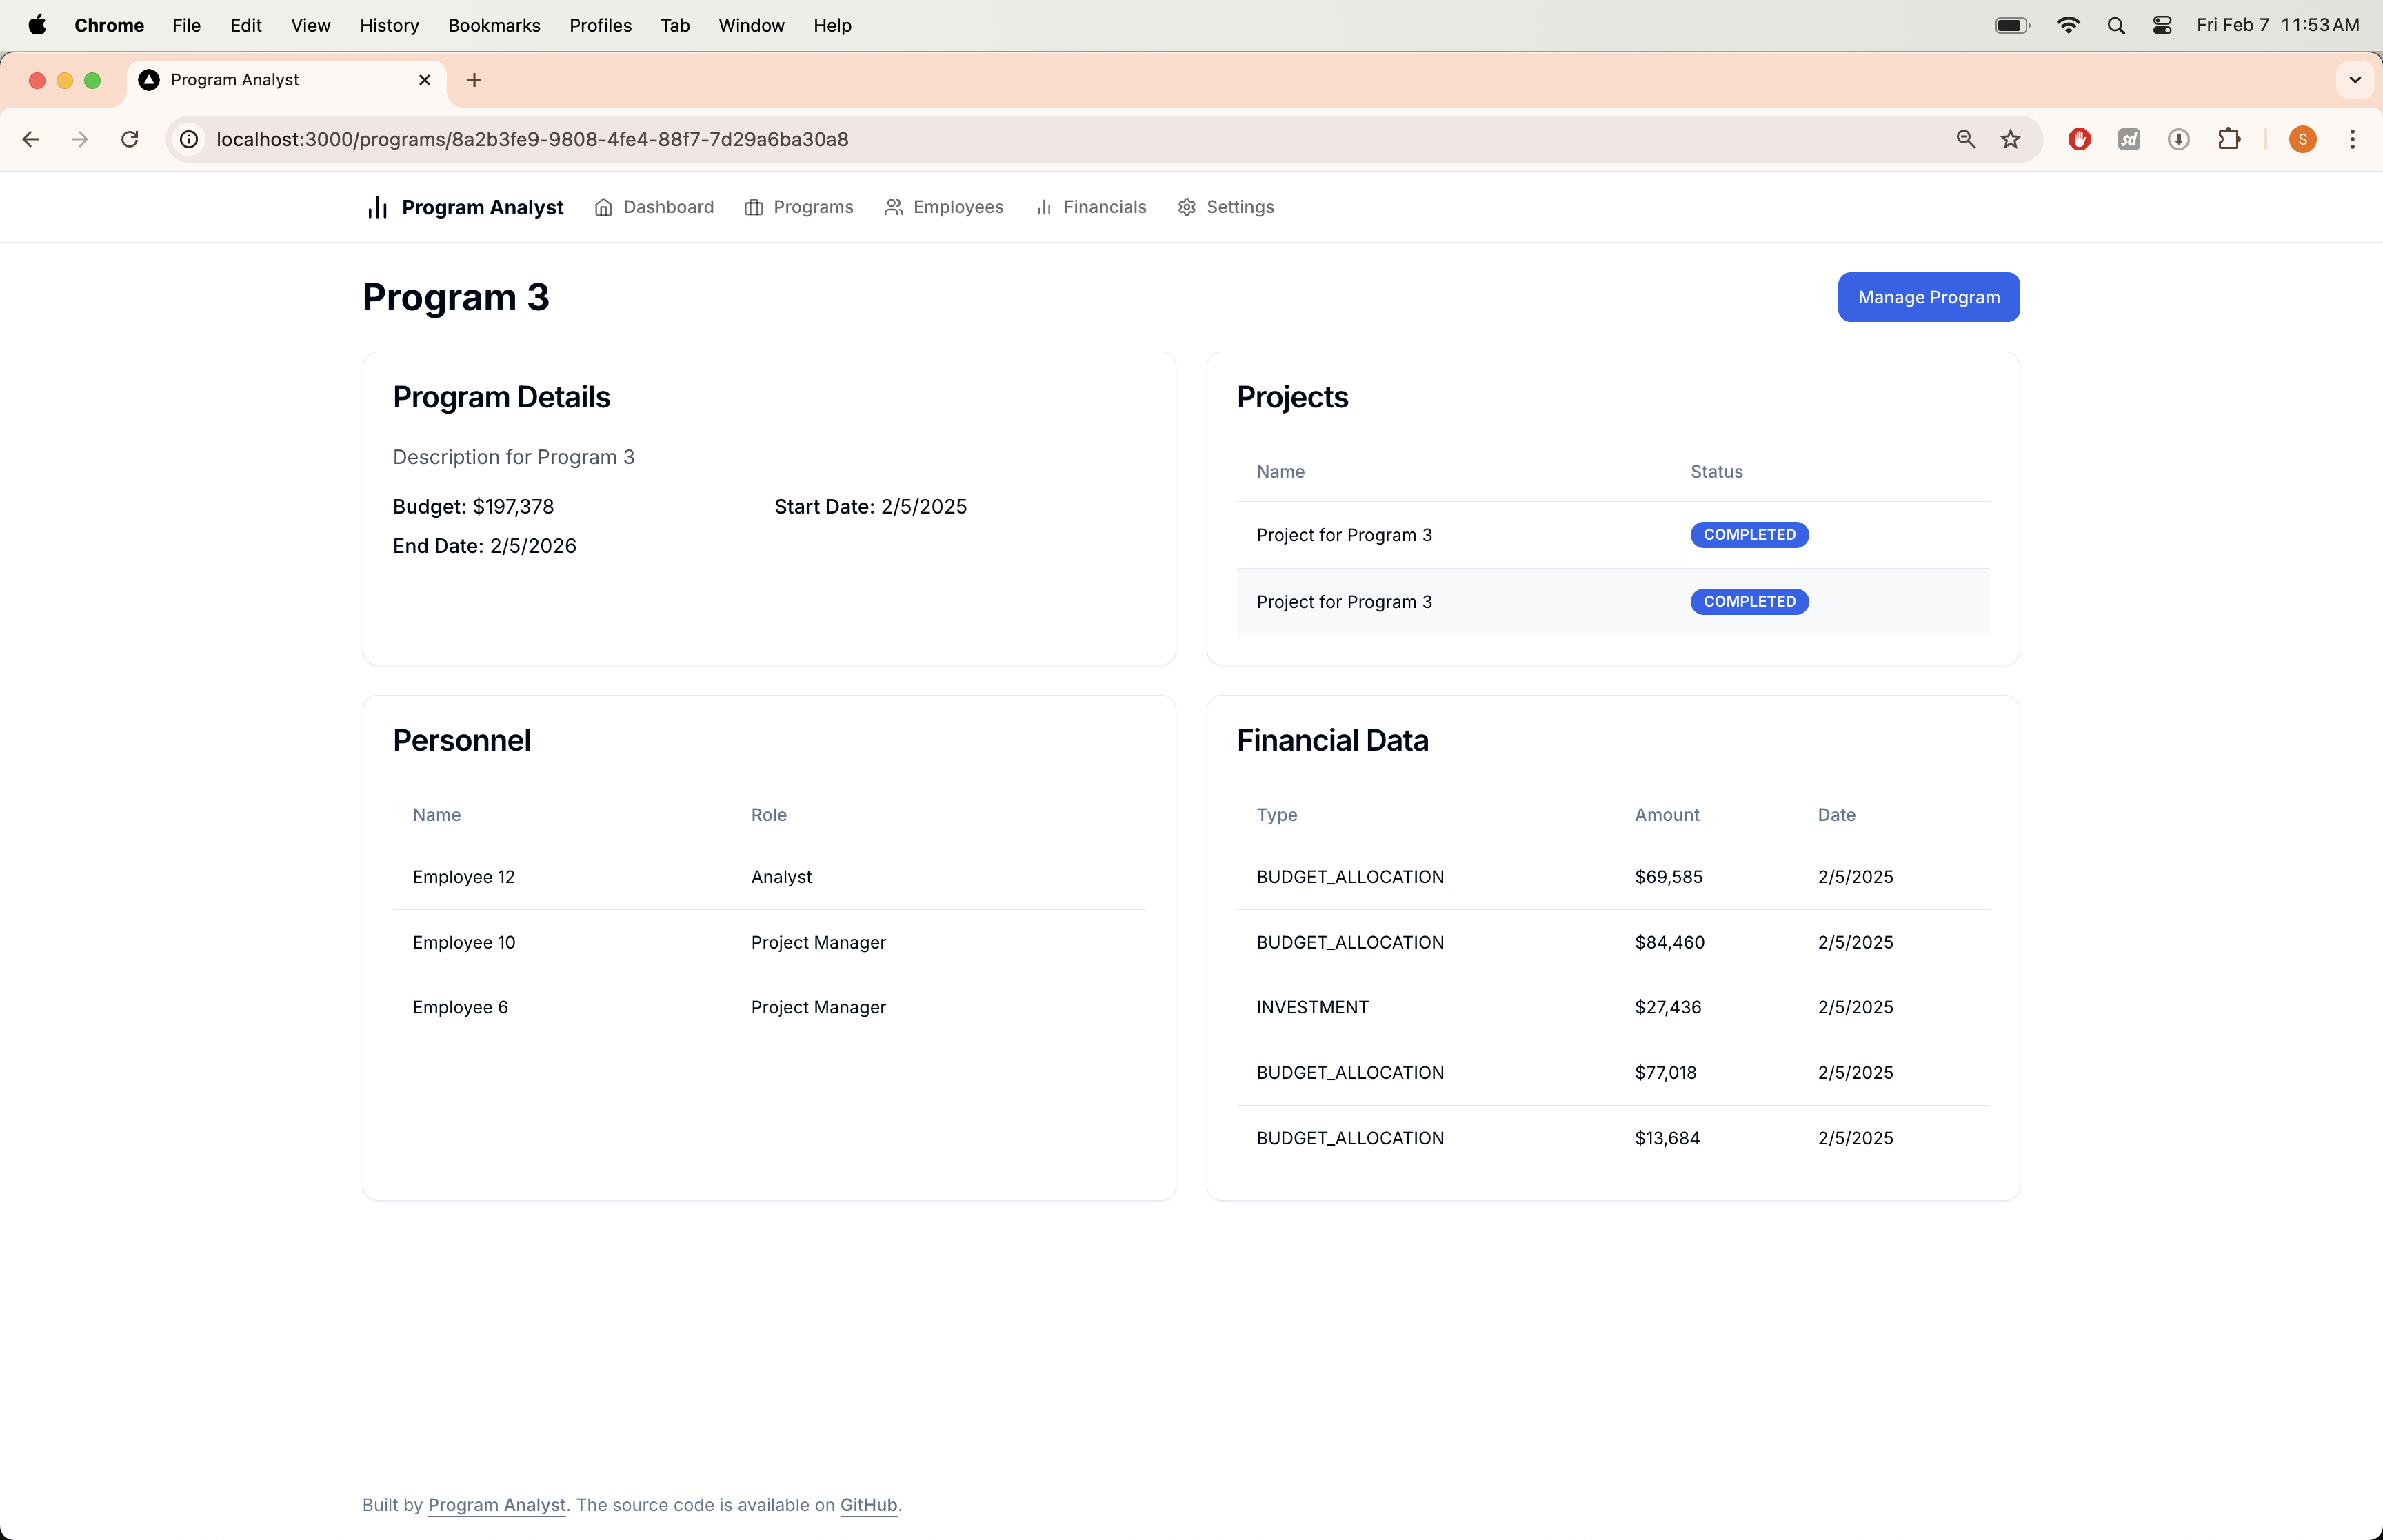 Chrome File Edit View History Bookmarks Profiles Tab Window Help Fri Feb 7 11:53 AM
Program Analyst
localhost:3000/programs/8a2b3fe9-9808-4fe4-88f7-7d29a6ba30a8 sd S
Program Analyst Dashboard Programs Employees Financials Settings
Program 3 Manage Program
Program Details
Description for Program 3
Budget: $197,378 Start Date: 2/5/2025
End Date: 2/5/2026
Projects
Name Status
Project for Program 3 COMPLETED
Project for Program 3 COMPLETED
Personnel
Name Role
Employee 12 Analyst
Employee 10 Project Manager
Employee 6 Project Manager
Financial Data
Type Amount Date
BUDGET_ALLOCATION $69,585 2/5/2025
BUDGET_ALLOCATION $84,460 2/5/2025
INVESTMENT $27,436 2/5/2025
BUDGET_ALLOCATION $77,018 2/5/2025
BUDGET_ALLOCATION $13,684 2/5/2025
Built by Program Analyst. The source code is available on GitHub.